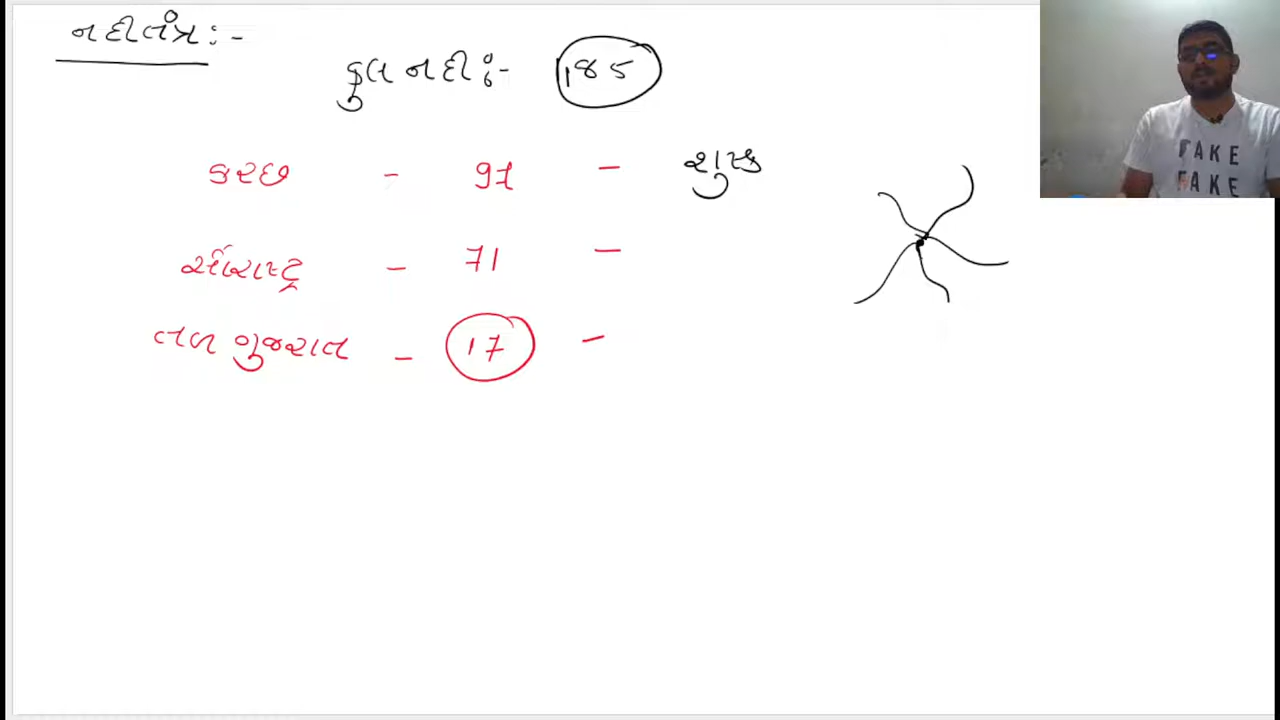 નદીતંત્ર :-
કુલ નદી :- 185
કચ્છ - 97 - શુષ્ક
સૌરાષ્ટ્ર - 71 -
તળ ગુજરાત - 17 -
FAKE
FAKE